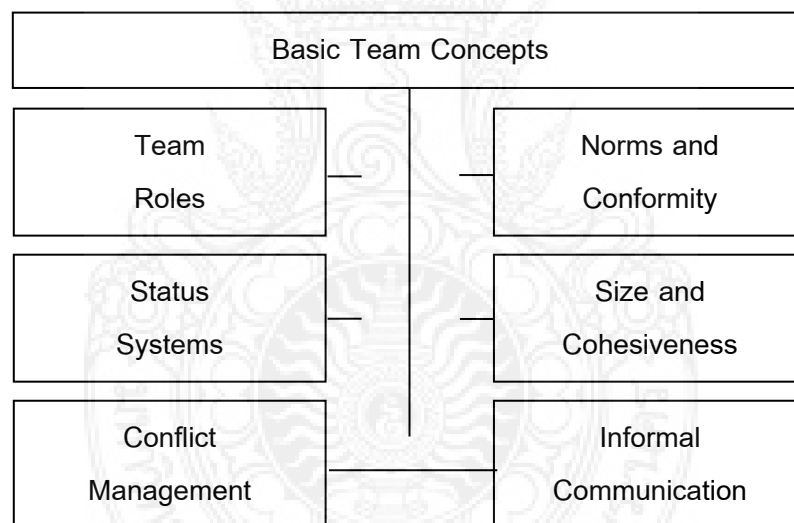 Basic Team Concepts
Team
Roles
Norms and
Conformity
Status
Systems
Size and
Cohesiveness
Conflict
Management
Informal
Communication